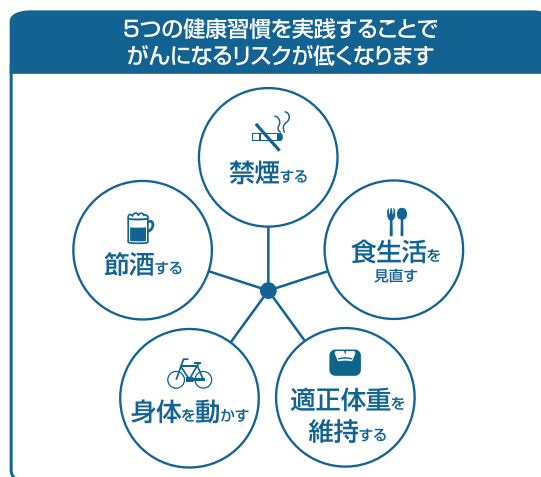 5つの健康習慣を実践することで
がんになるリスクが低くなります
禁煙する
節酒する
食生活を
見直す
身体を動かす
適正体重を
維持する